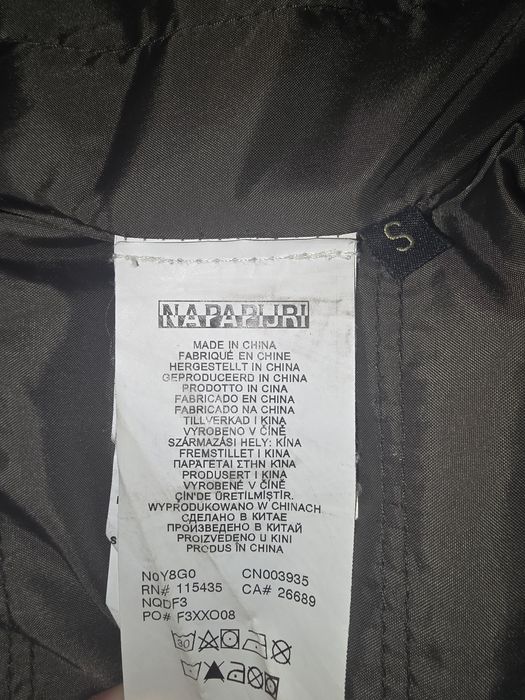 S
NAPAPIJRI
MADE IN CHINA
FABRIQUÉ EN CHINE
HERGESTELLT IN CHINA
GEPRODUCEERD IN CHINA
PRODOTTO IN CINA
FABRICADO EN CHINA
FABRICADO NA CHINA
TILLVERKAD I KINA
VYROBENO V ČÍNĚ
SZÁRMAZÁSI HELY: KÍNA
FREMSTILLET I KINA
ΠΑΡΑΓΕΤΑΙ ΣΤΗΝ ΚΙΝΑ
PRODUSERT I KINA
VYROBENÉ V ČÍNĚ
ÇİN'DE ÜRETİLMİŞTİR.
WYPRODUKOWANO W CHINACH
СДЕЛАНО В КИТАЕ
ПРОИЗВЕДЕНО В КИТАЙ
PROIZVEDENO U KINI
PRODUS ÎN CHINA
N0Y8G0 CN003935
RN# 115435 CA# 26689
NQDF3
PO# F3XXO08
30